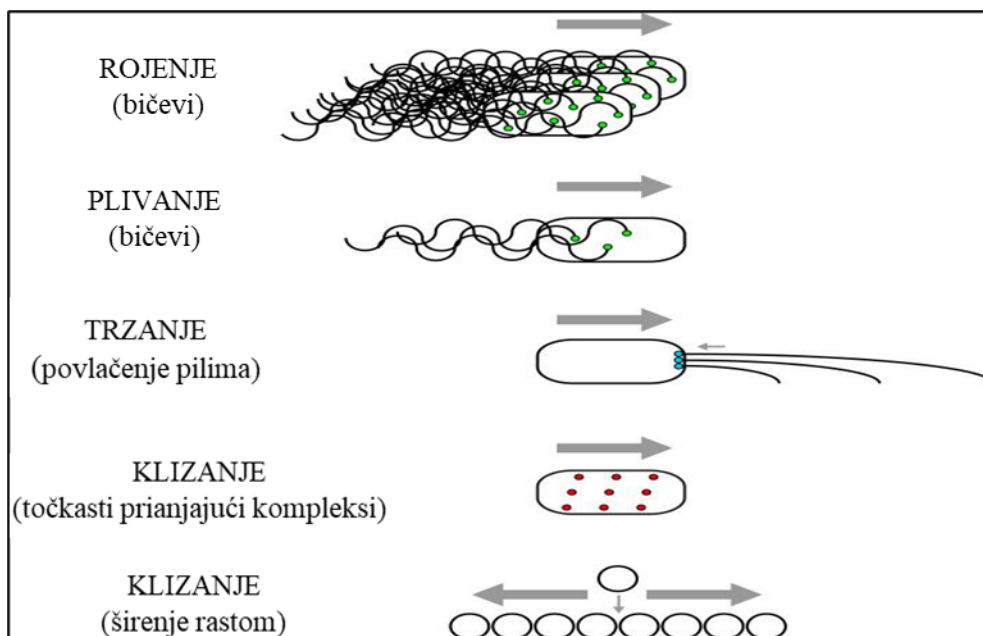 ROJENJE
(bičevi)
PLIVANJE
(bičevi)
TRZANJE
(povlačenje pilima)
KLIZANJE
(točkasti prianjajući kompleksi)
KLIZANJE
(širenje rastom)